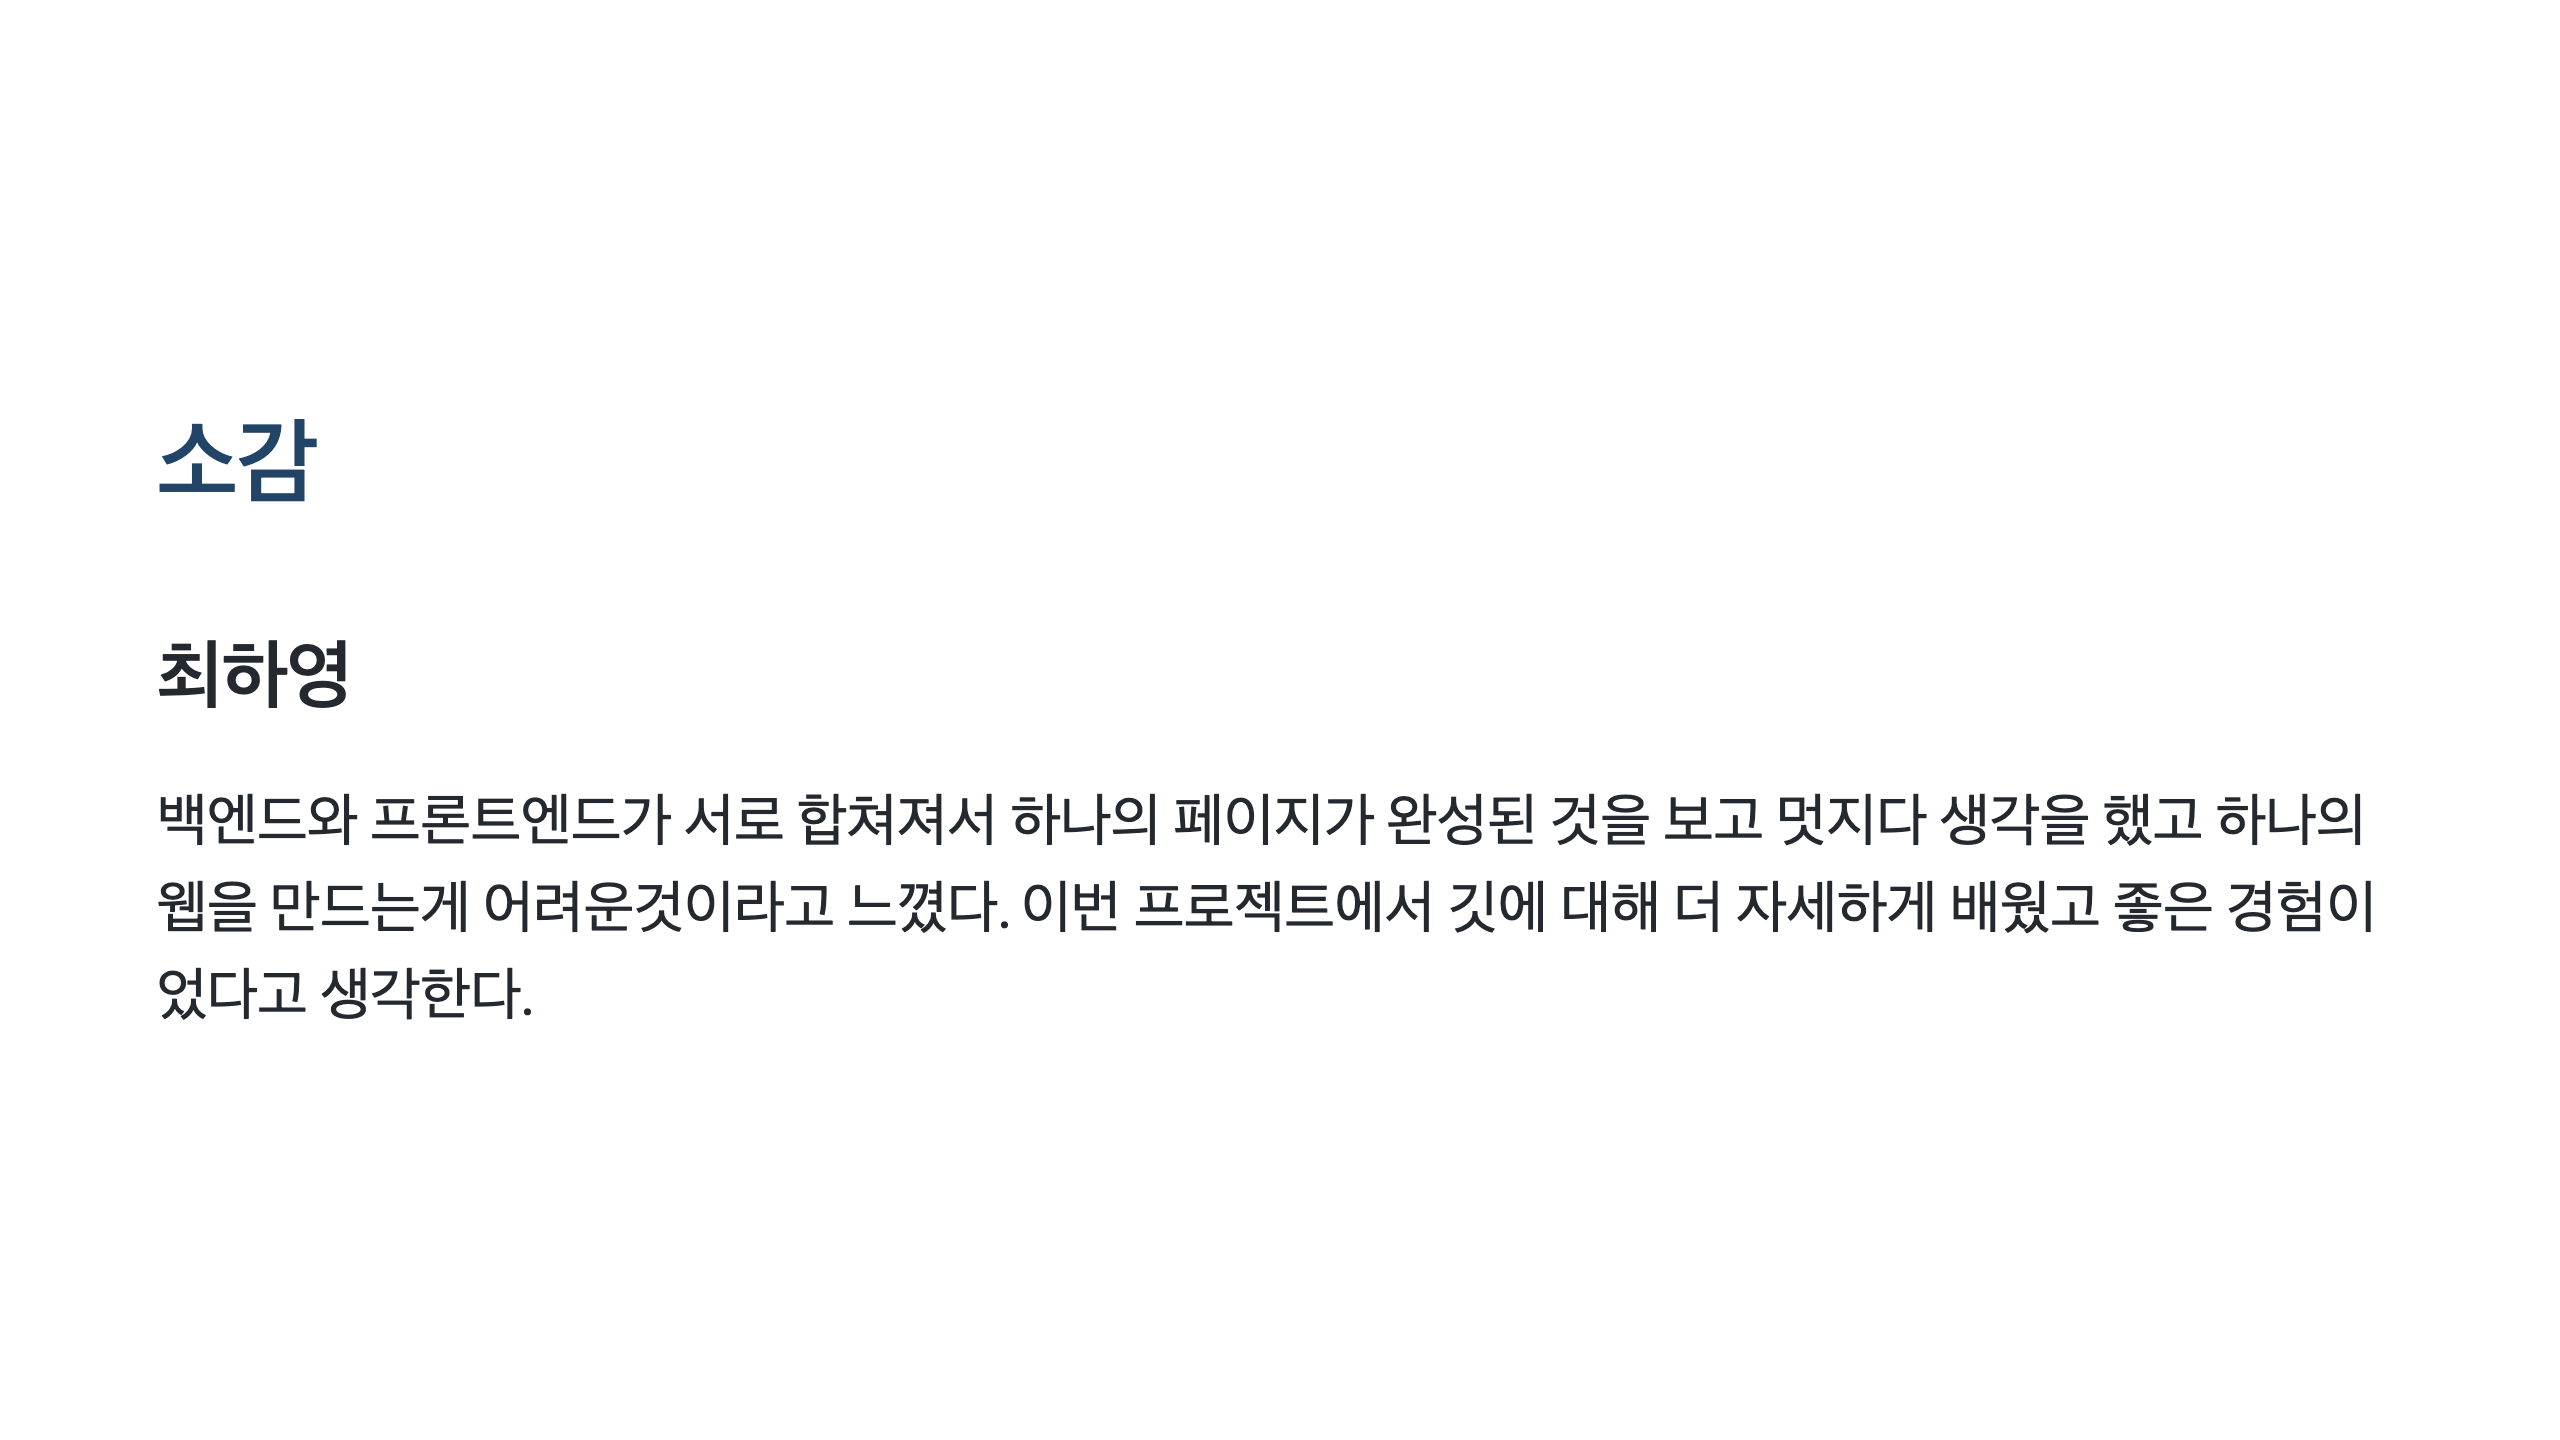 소감
최하영
백엔드와 프론트엔드가 서로 합쳐져서 하나의 페이지가 완성된 것을 보고 멋지다 생각을 했고 하나의
웹을 만드는게 어려운것이라고 느꼈다. 이번 프로젝트에서 깃에 대해 더 자세하게 배웠고 좋은 경험이
었다고 생각한다.